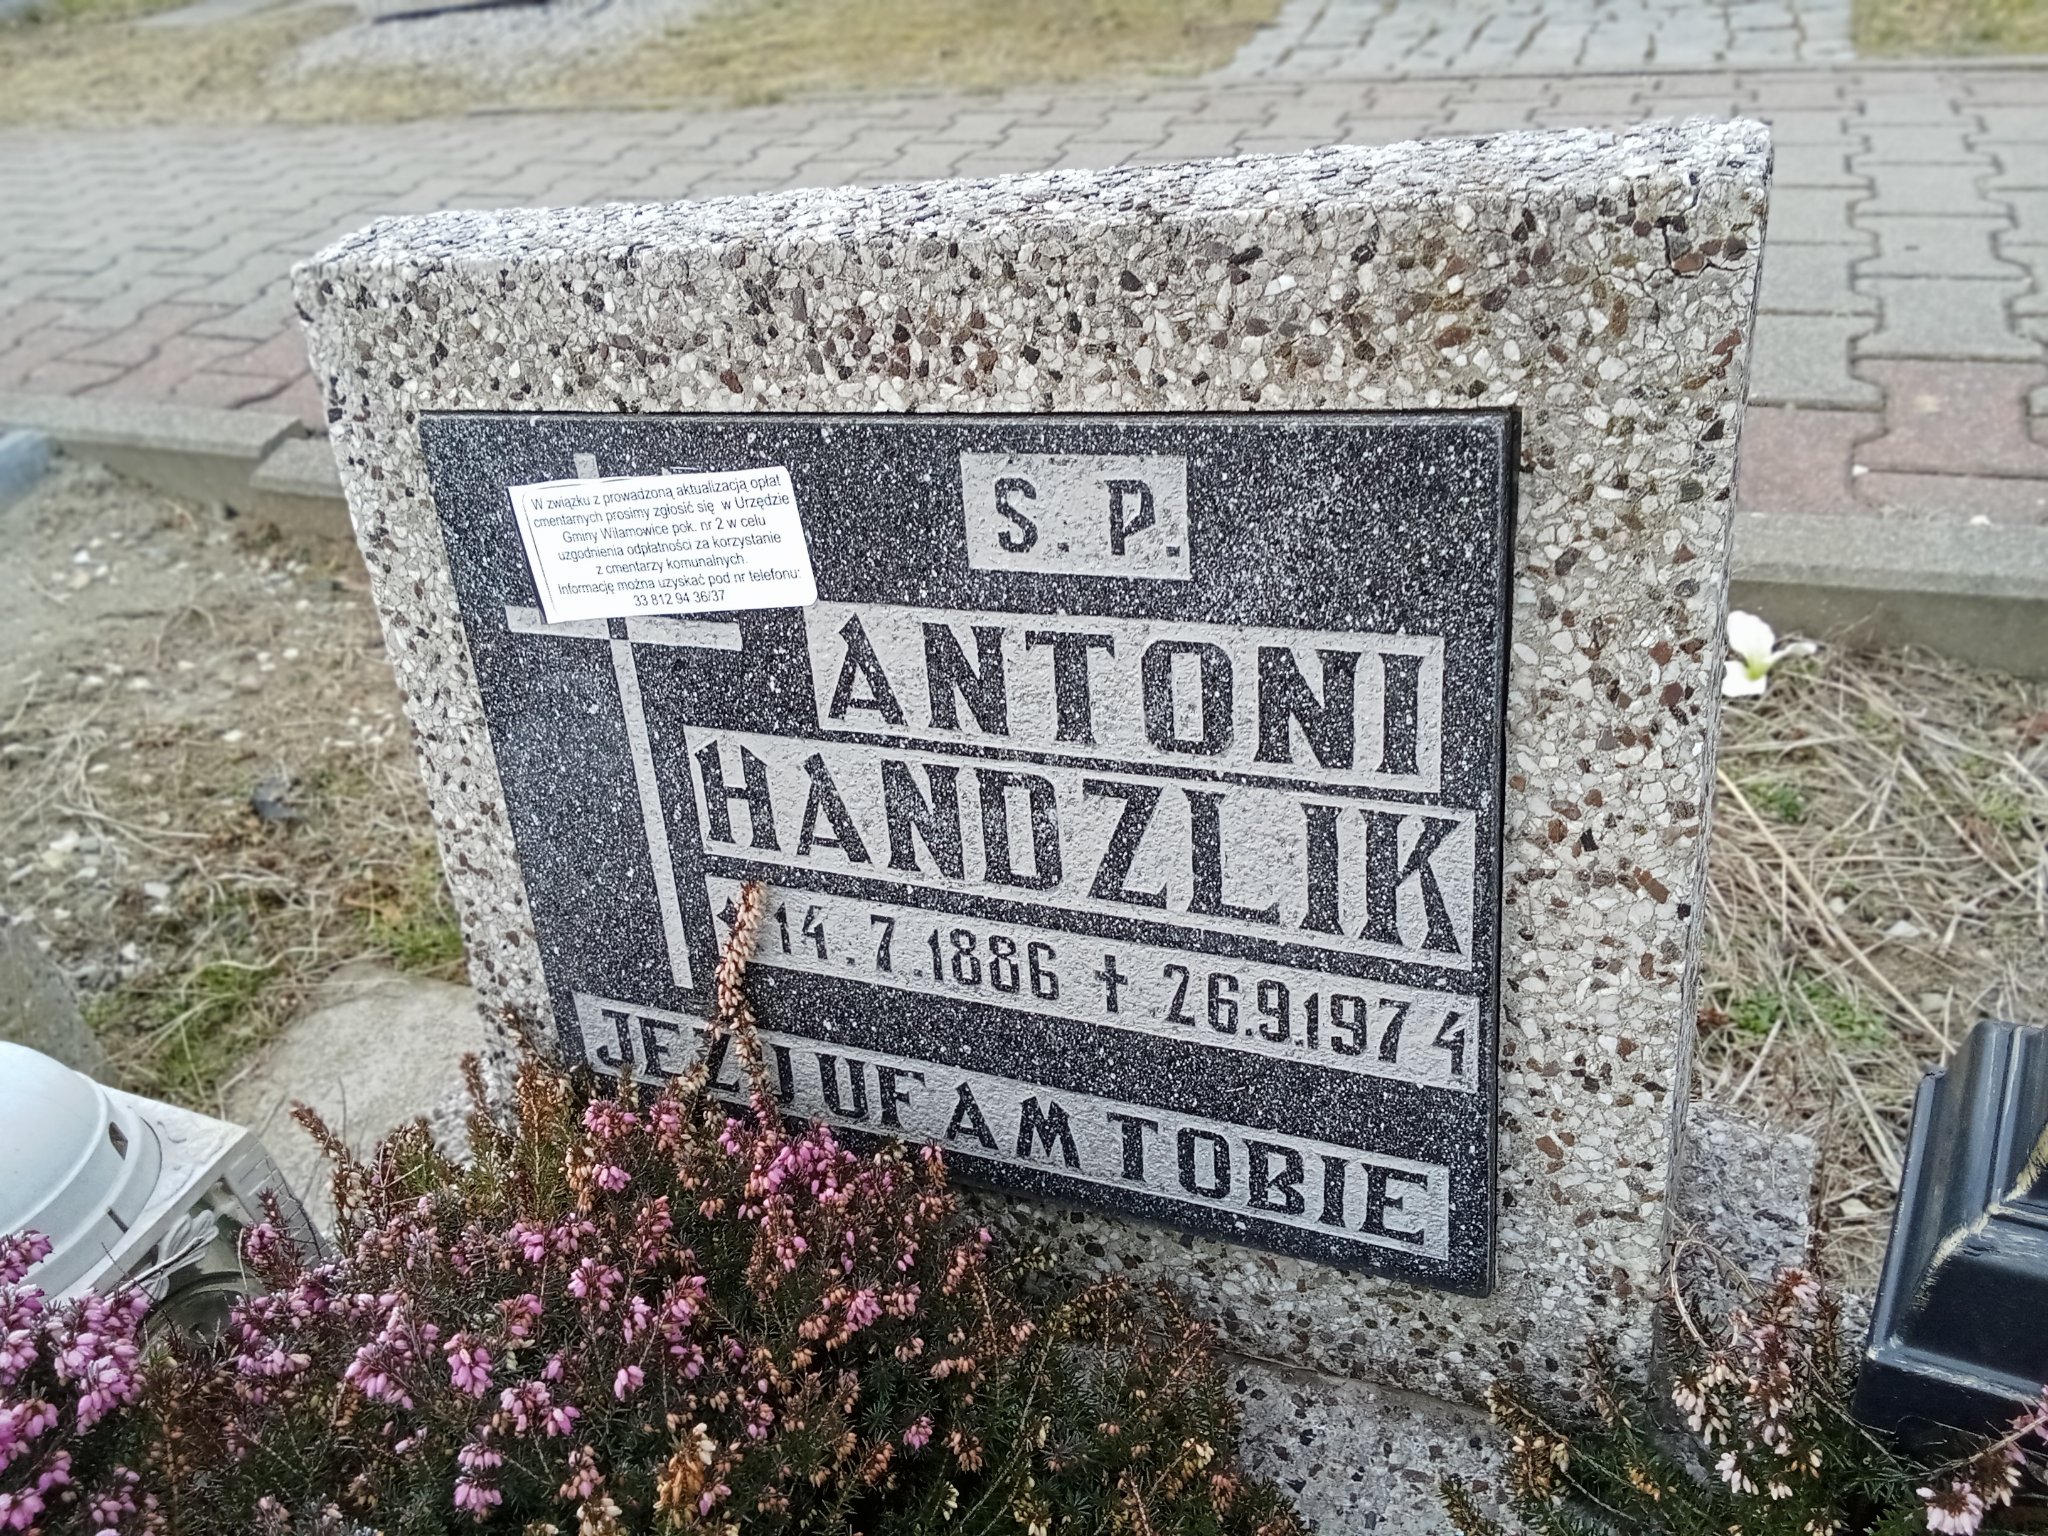 W związku z prowadzoną aktualizacją opłat
cmentarnych prosimy zgłosić się w Urzędzie
Gminy Wilamowice pok. nr 2 w celu
uzgodnienia odpłatności za korzystanie
z cmentarzy komunalnych.
Informację można uzyskać pod nr telefonu:
33 812 94 36/37
S. P.
ANTONI
HANDZLIK
* 14.7.1886 † 26.9.1974
JEZU UFAM TOBIE